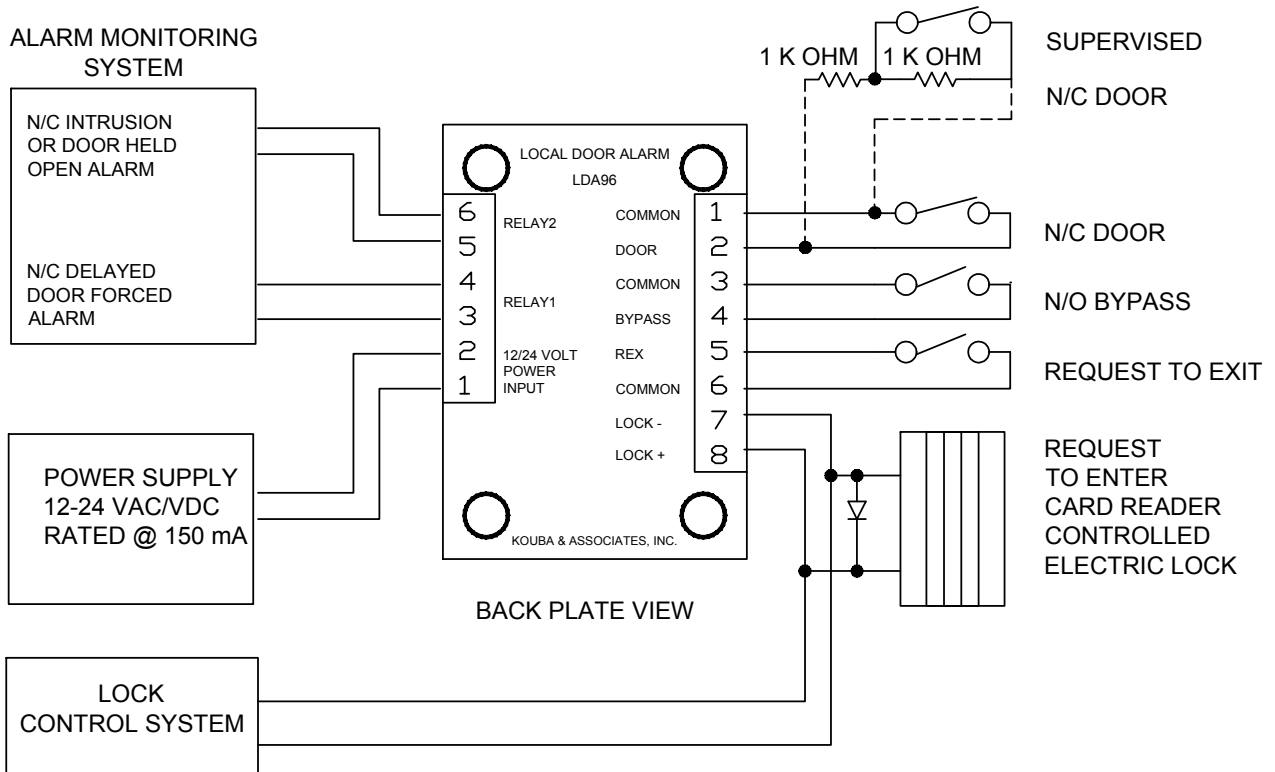 ALARM MONITORING
SYSTEM
N/C INTRUSION
OR DOOR HELD
OPEN ALARM
N/C DELAYED
DOOR FORCED
ALARM
POWER SUPPLY
12-24 VAC/VDC
RATED @ 150 mA
LOCK
CONTROL SYSTEM
LOCAL DOOR ALARM
LDA96
6
5
4
3
2
1
RELAY2
RELAY1
12/24 VOLT
POWER
INPUT
COMMON 1
DOOR 2
COMMON 3
BYPASS 4
REX 5
COMMON 6
LOCK - 7
LOCK + 8
KOUBA & ASSOCIATES, INC.
BACK PLATE VIEW
1 K OHM 1 K OHM
SUPERVISED
N/C DOOR
N/C DOOR
N/O BYPASS
REQUEST TO EXIT
REQUEST
TO ENTER
CARD READER
CONTROLLED
ELECTRIC LOCK